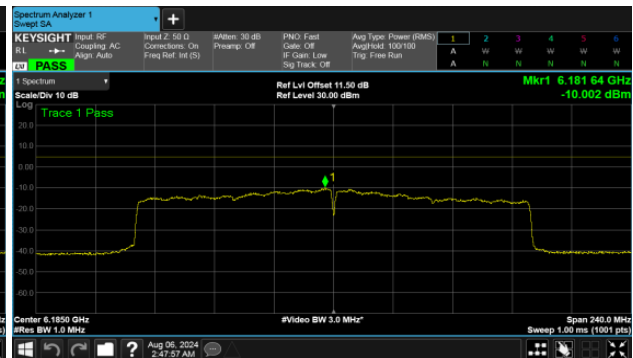 Spectrum Analyzer 1
Swept SA
+
KEYSIGHT Input: RF Input Z: 50 Ω #Atten: 30 dB PNO: Fast Avg Type: Power (RMS) 1 2 3 4 5 6
R L Coupling: AC Corrections: On Preamp: Off Gate: Off Avg|Hold: 100/100 A W W W W W
Align: Auto Freq Ref: Int (S) IF Gain: Low Trig: Free Run
LXI PASS Sig Track: Off A N N N N N
1 Spectrum Ref Lvl Offset 11.50 dB Mkr1 6.181 64 GHz
Scale/Div 10 dB Ref Level 30.00 dBm -10.002 dBm
Log
Trace 1 Pass
20.0
10.0
0.00
-10.0
1
-20.0
-30.0
-40.0
-50.0
-60.0
Center 6.1850 GHz #Video BW 3.0 MHz* Span 240.0 MHz
#Res BW 1.0 MHz Sweep 1.00 ms (1001 pts)
? Aug 06, 2024
2:47:57 AM